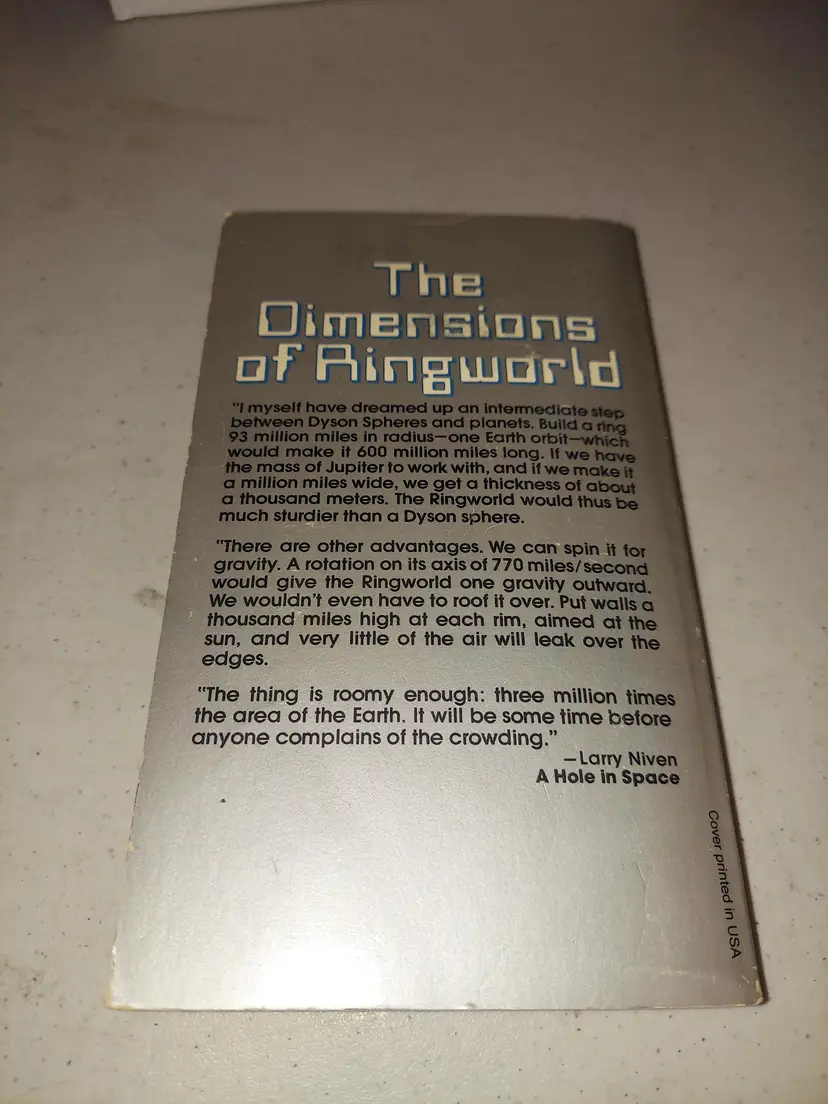 The
Dimensions
of Ringworld
"I myself have dreamed up an intermediate step
between Dyson Spheres and planets. Build a ring
93 million miles in radius—one Earth orbit—which
would make it 600 million miles long. If we have
the mass of Jupiter to work with, and if we make it
a million miles wide, we get a thickness of about
a thousand meters. The Ringworld would thus be
much sturdier than a Dyson sphere.
"There are other advantages. We can spin it for
gravity. A rotation on its axis of 770 miles/second
would give the Ringworld one gravity outward.
We wouldn't even have to roof it over. Put walls a
thousand miles high at each rim, aimed at the
sun, and very little of the air will leak over the
edges.
"The thing is roomy enough: three million times
the area of the Earth. It will be some time before
anyone complains of the crowding."
—Larry Niven
A Hole in Space
Cover printed in USA